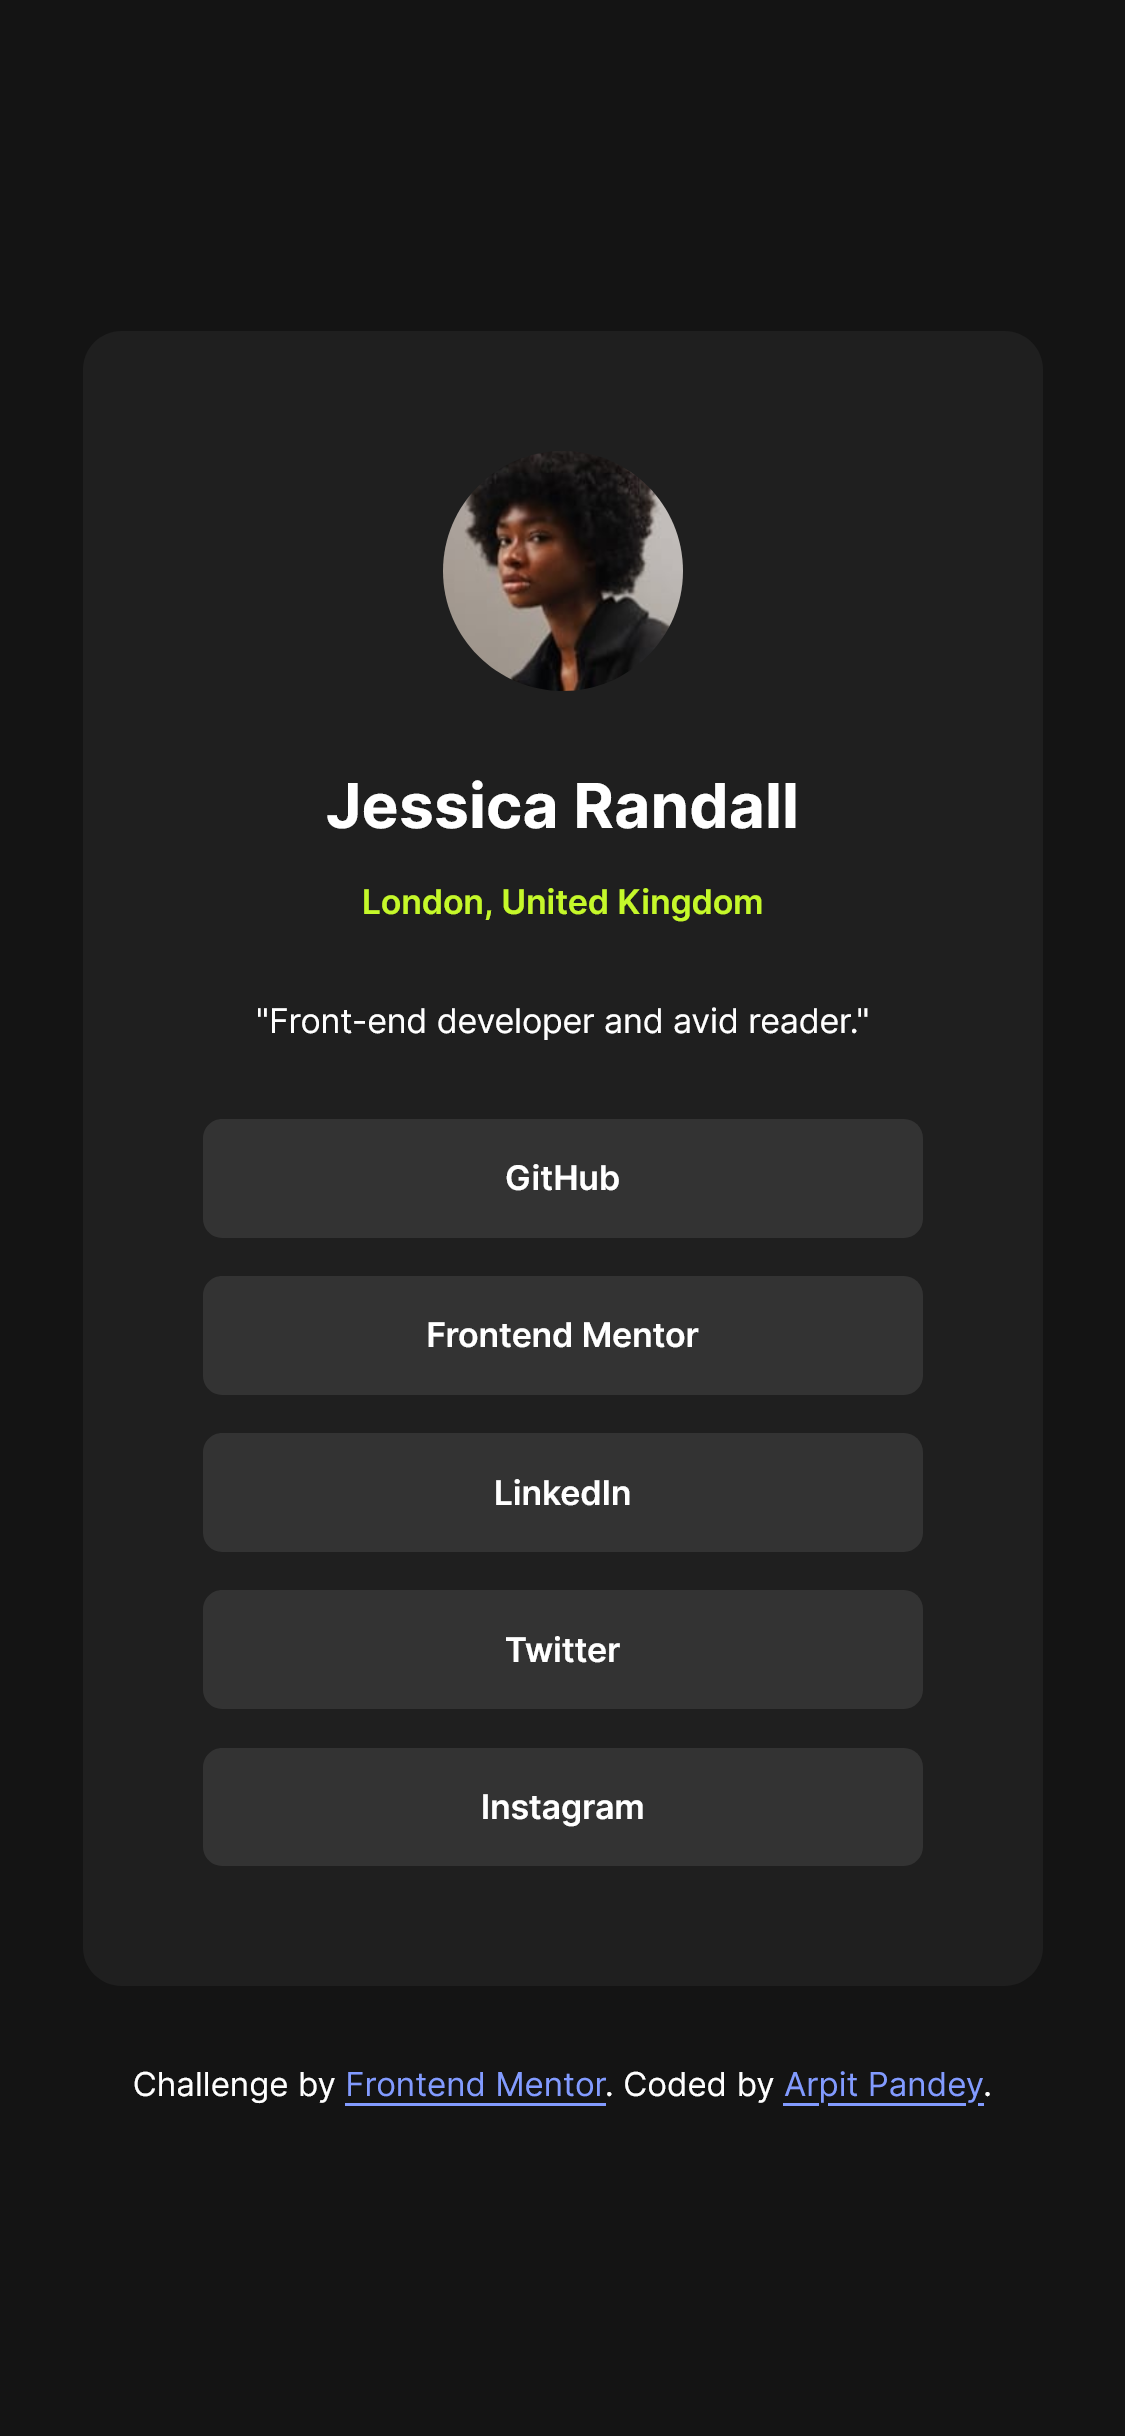 Jessica Randall
London, United Kingdom
"Front-end developer and avid reader."
GitHub
Frontend Mentor
LinkedIn
Twitter
Instagram
Challenge by Frontend Mentor. Coded by Arpit Pandey.